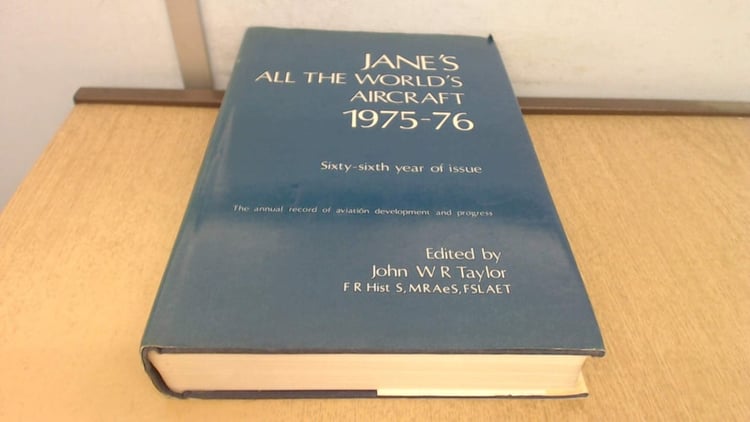 JANE'S
ALL THE WORLD'S
AIRCRAFT
1975-76
Sixty-sixth year of issue
The annual record of aviation development and progress
Edited by
John W R Taylor
F R Hist S, MRAeS, FSLAET